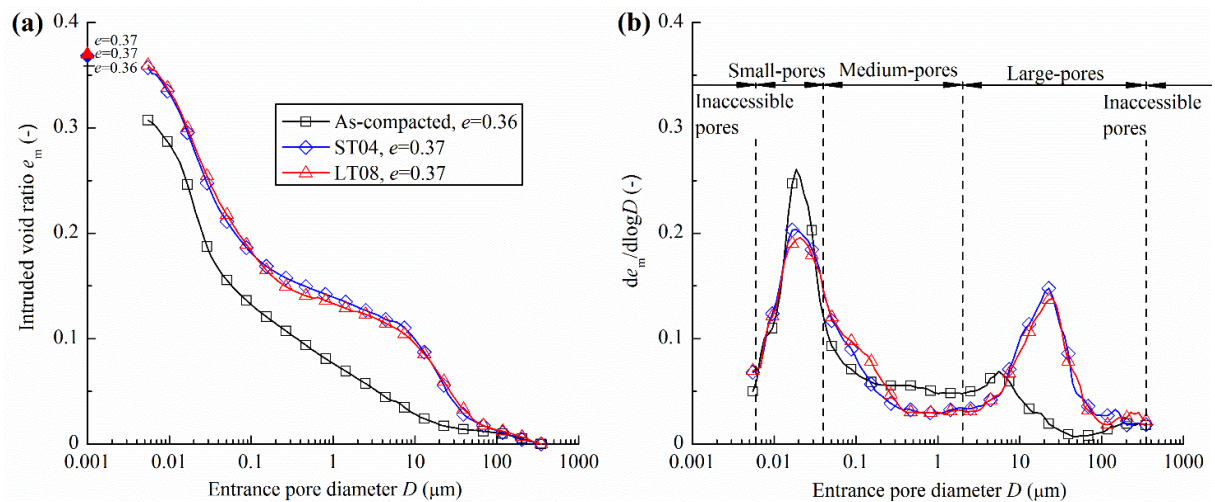 (a)
0.4
0.3
0.2
0.1
0
e=0.37
e=0.37
e=0.36
As-compacted, e=0.36
ST04, e=0.37
LT08, e=0.37
Intruded void ratio em (-)
0.001 0.01 0.1 1 10 100 1000
Entrance pore diameter D (μm)
(b)
0.4
0.3
0.2
0.1
0
Small-pores Medium-pores Large-pores
Inaccessible
pores
Inaccessible
pores
dem/dlogD (-)
0.001 0.01 0.1 1 10 100 1000
Entrance pore diameter D (μm)